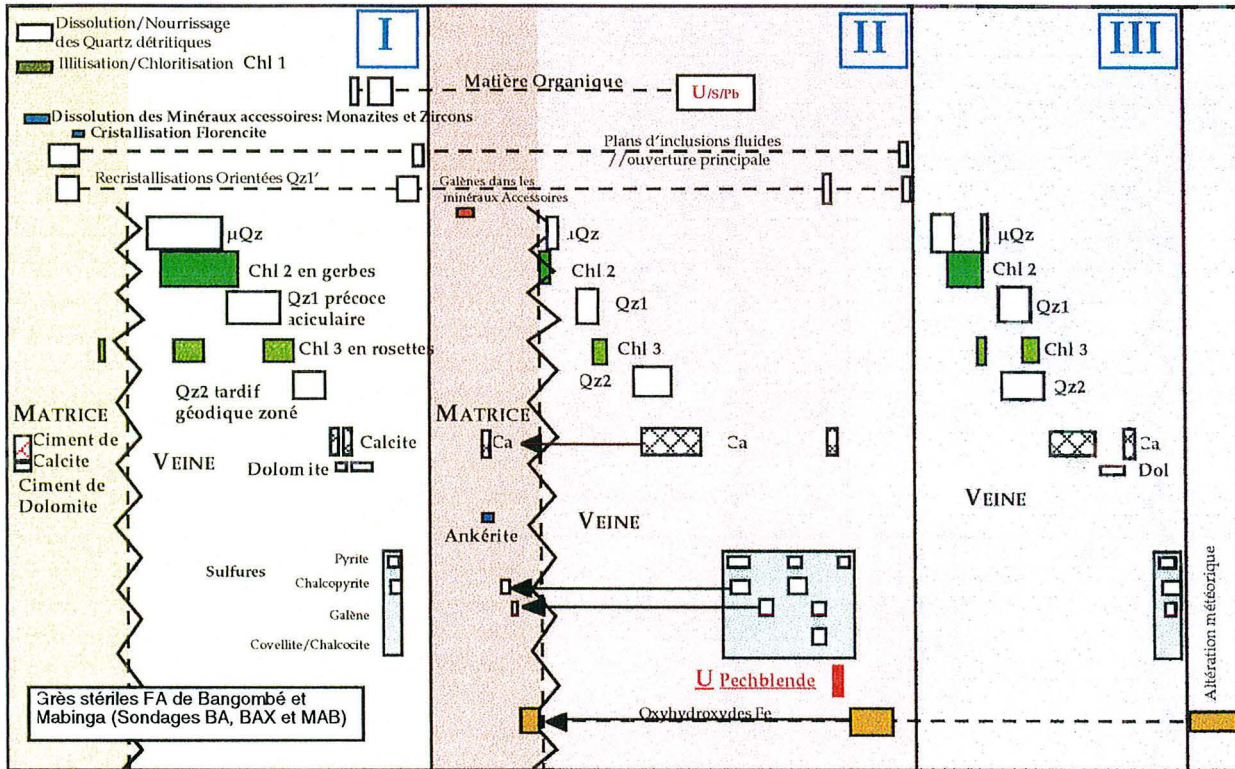 Dissolution/Nourrissage
des Quartz détritiques
Illitisation/Chloritisation Chl 1
I
II
III
Matière Organique
U/S/Pb
Dissolution des Minéraux accessoires: Monazites et Zircons
Cristallisation Florencite
Plans d'inclusions fluides
//ouverture principale
Recristallisations Orientées Qz1'
Galènes dans les
minéraux Accessoires
µQz
µQz
µQz
Chl 2 en gerbes
Chl 2
Chl 2
Qz1 précoce
aciculaire
Qz1
Qz1
Chl 3 en rosettes
Chl 3
Chl 3
Qz2 tardif
géodique zoné
Qz2
Qz2
MATRICE
MATRICE
Ciment de
Calcite
Ciment de
Dolomite
VEINE
Calcite
Dolomite
Ca
Ca
Ca
Dol
VEINE
VEINE
Ankérite
Sulfures
Pyrite
Chalcopyrite
Galène
Covellite/Chalcocite
U Pechblende
Oxyhydroxydes Fe
Altération météorique
Grès stériles FA de Bangombé et
Mabinga (Sondages BA, BAX et MAB)